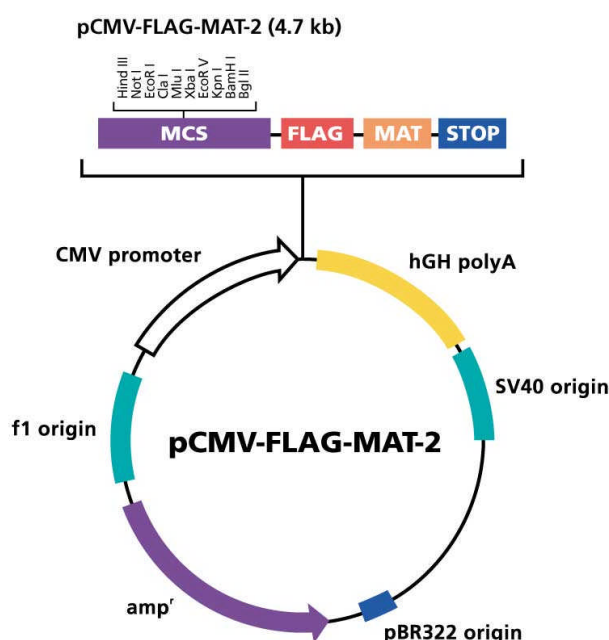 pCMV-FLAG-MAT-2 (4.7 kb)
Hind III
Not I
EcoR I
Cla I
Mlu I
Xba I
EcoR V
Kpn I
BamH I
Bgl II
MCS
FLAG
MAT
STOP
CMV promoter
hGH polyA
SV40 origin
f1 origin
pCMV-FLAG-MAT-2
ampʳ
pBR322 origin